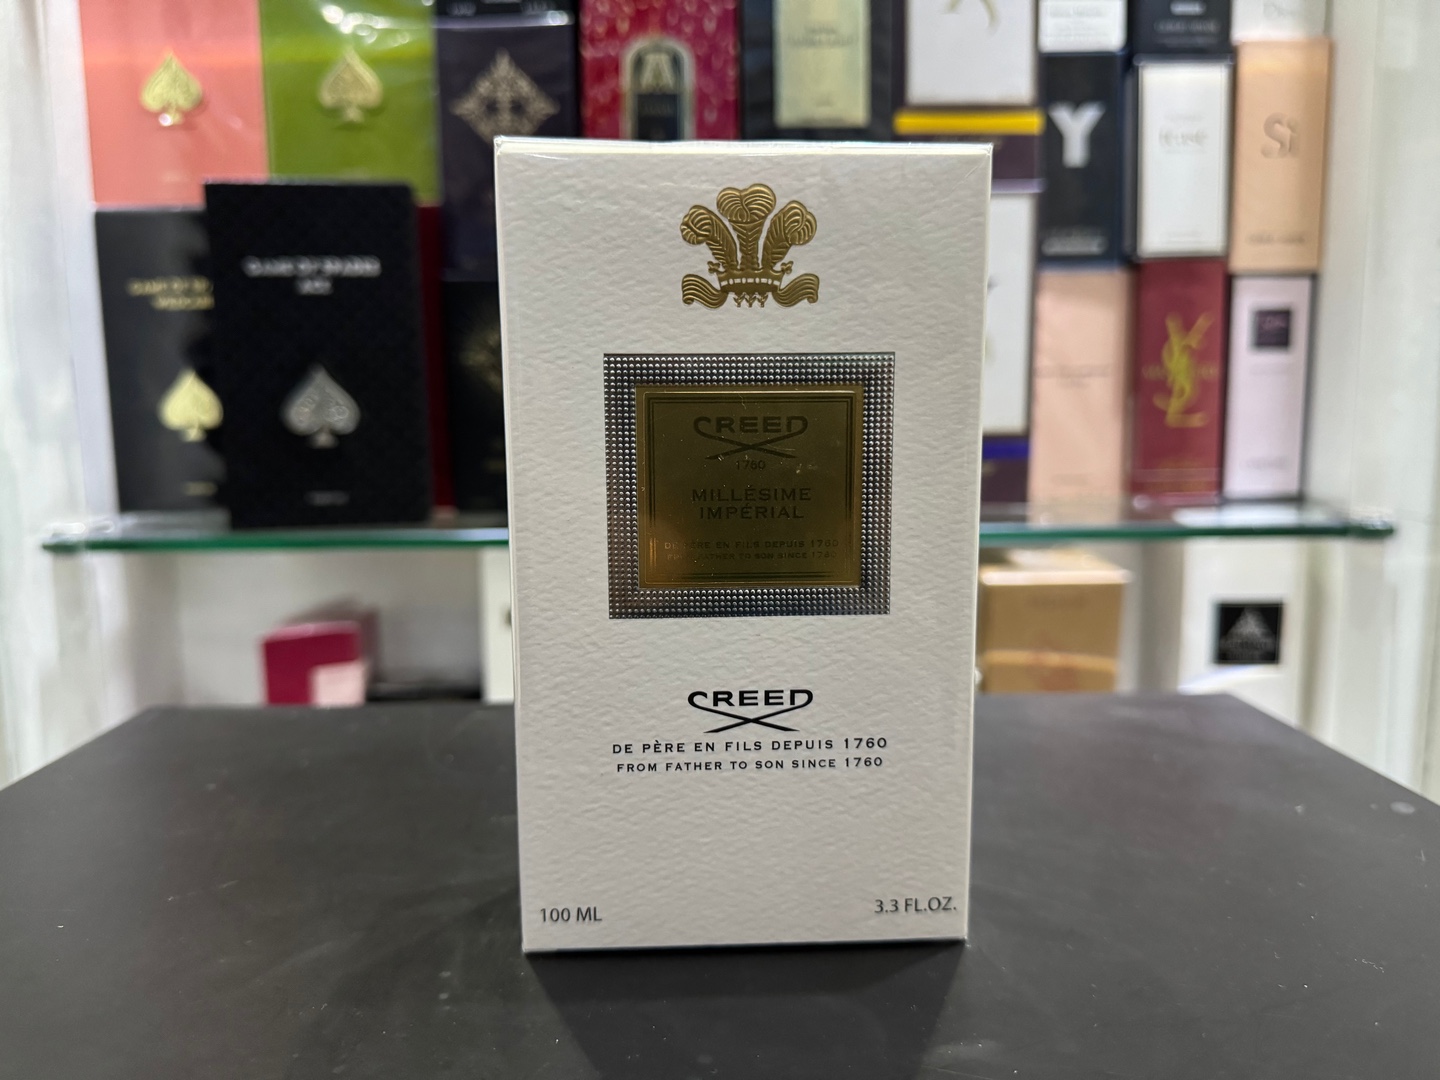 Y
Sì
CREED
1760
MILLÉSIME
IMPÉRIAL
DE PÈRE EN FILS DEPUIS 1760
FROM FATHER TO SON SINCE 1760
CREED
DE PÈRE EN FILS DEPUIS 1760
FROM FATHER TO SON SINCE 1760
100 ML
3.3 FL.OZ.